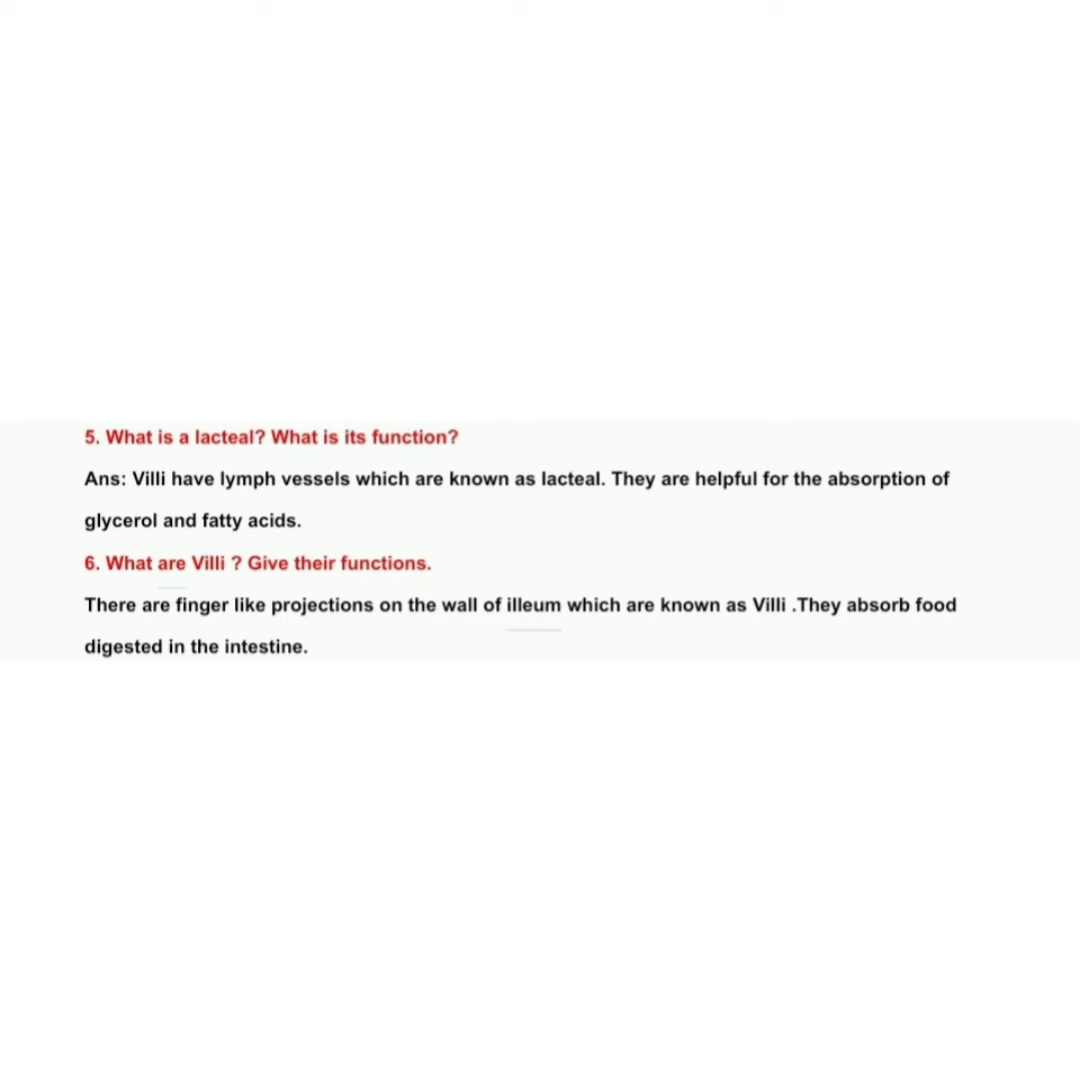 5. What is a lacteal? What is its function?
Ans: Villi have lymph vessels which are known as lacteal. They are helpful for the absorption of
glycerol and fatty acids.
6. What are Villi ? Give their functions.
There are finger like projections on the wall of illeum which are known as Villi .They absorb food
digested in the intestine.